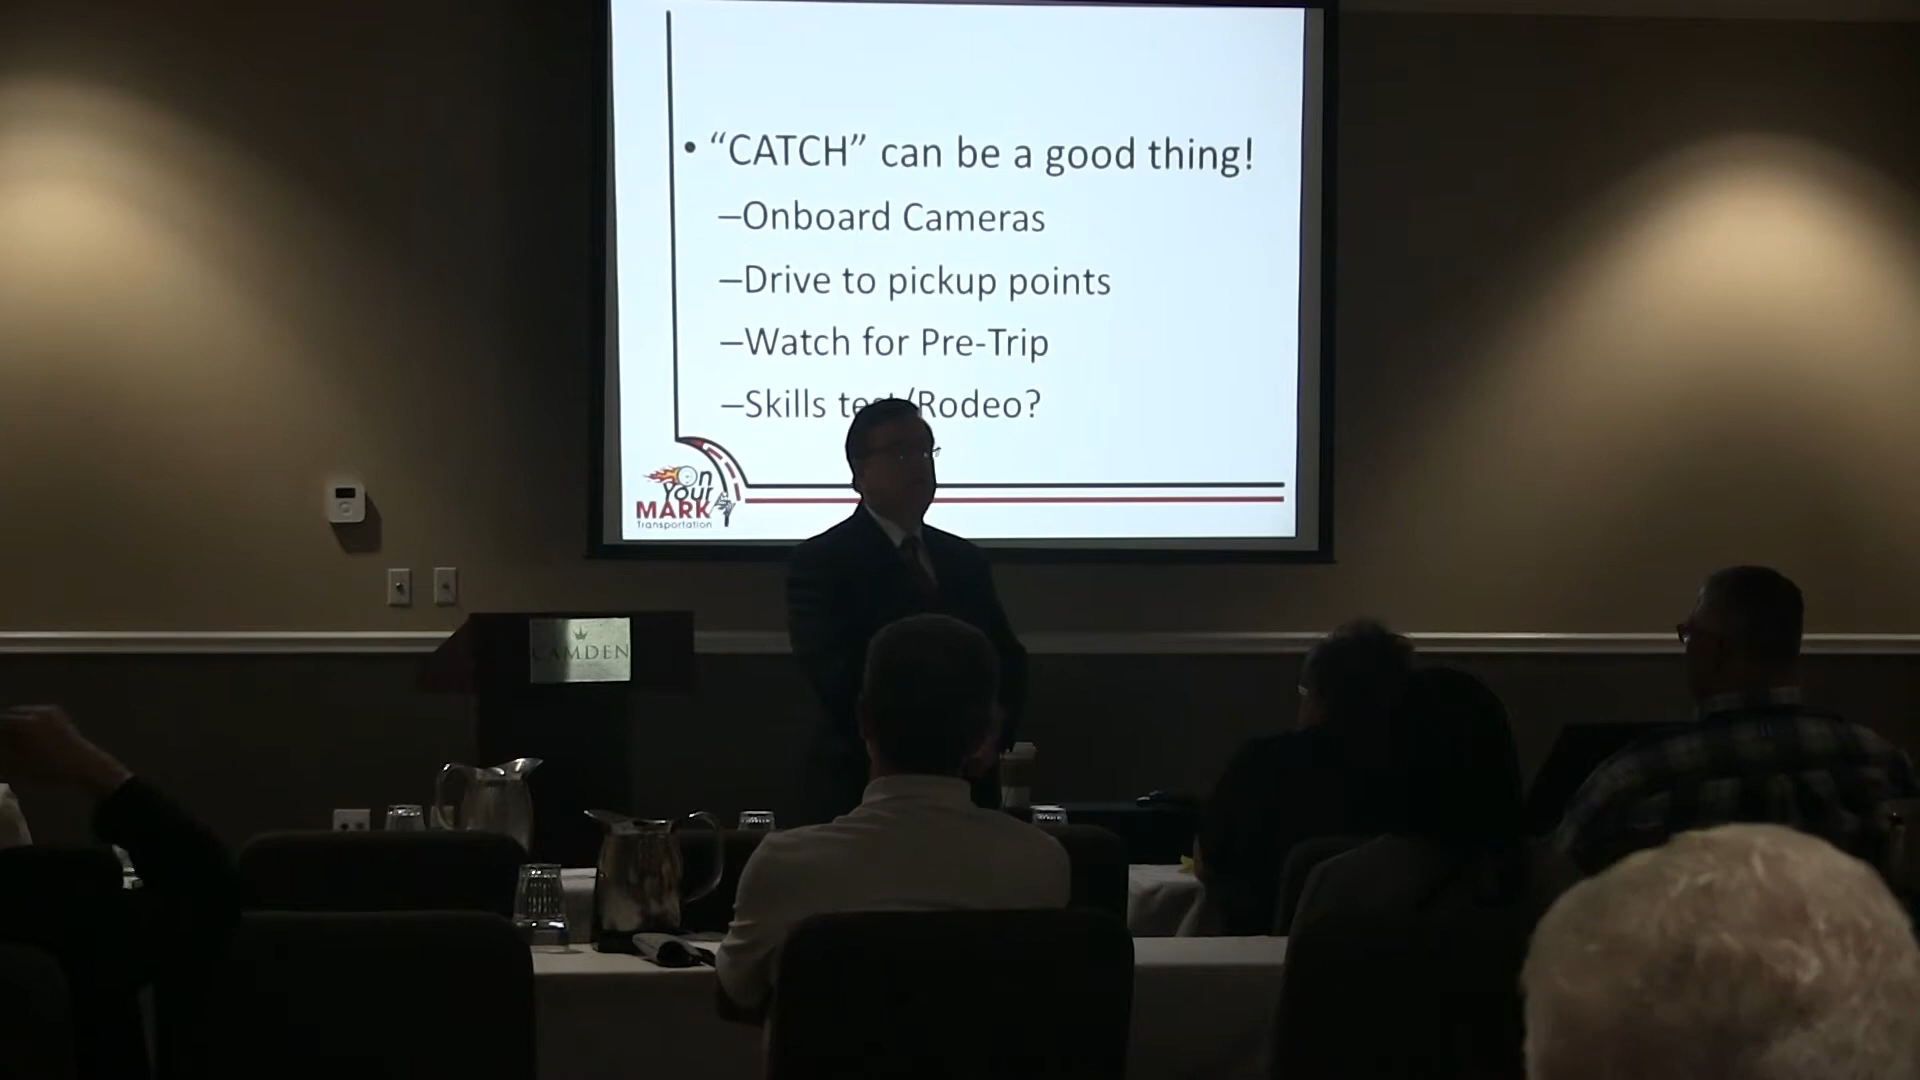 • “CATCH” can be a good thing!
–Onboard Cameras
–Drive to pickup points
–Watch for Pre-Trip
–Skills test/Rodeo?
On
Your
MARK
Transportation
CAMDEN